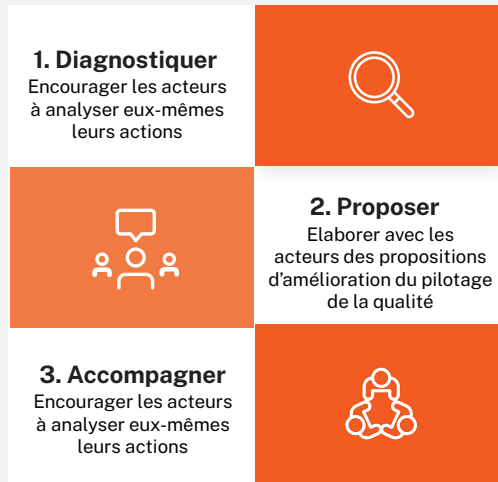 1. Diagnostiquer
Encourager les acteurs
à analyser eux-mêmes
leurs actions
2. Proposer
Elaborer avec les
acteurs des propositions
d'amélioration du pilotage
de la qualité
3. Accompagner
Encourager les acteurs
à analyser eux-mêmes
leurs actions